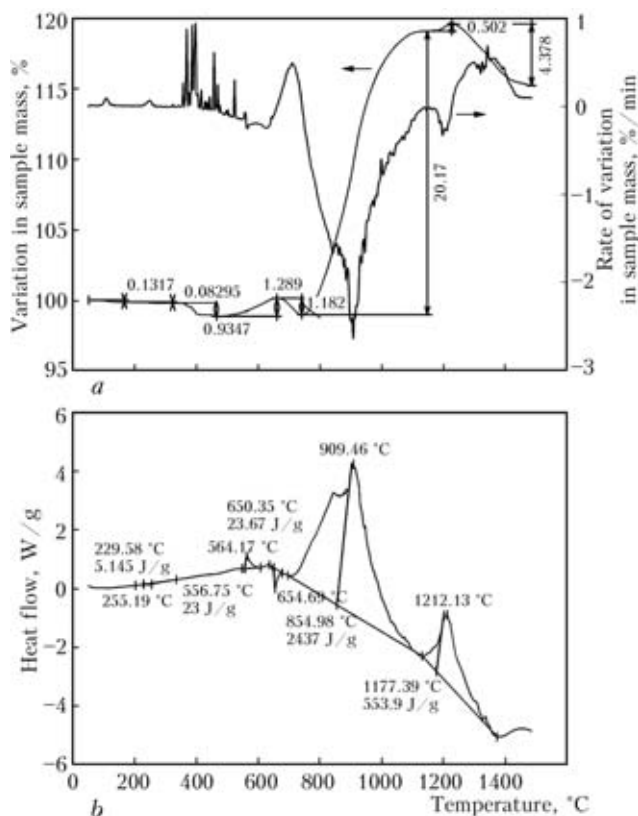 120
115
110
105
100
95
Variation in sample mass, %
0.1317
0.08295
0.9347
1.289
1.182
20.17
0.502
4.378
1
0
−1
−2
−3
Rate of variation
in sample mass, %/min
a
6
4
2
0
−2
−4
−6
Heat flow, W/g
229.58 °C
5.145 J/g
255.19 °C
564.17 °C
556.75 °C
23 J/g
650.35 °C
23.67 J/g
654.69 °C
909.46 °C
854.98 °C
2437 J/g
1212.13 °C
1177.39 °C
553.9 J/g
0 200 400 600 800 1000 1200 1400
b
Temperature, °C